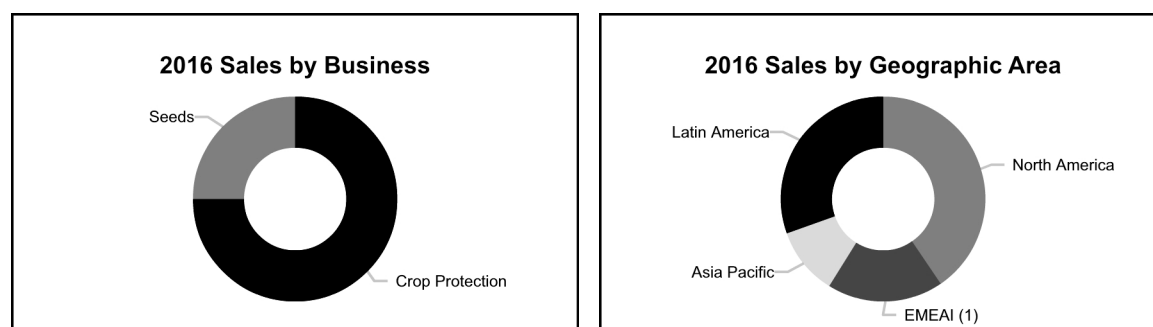 2016 Sales by Business
Seeds
Crop Protection
2016 Sales by Geographic Area
Latin America
North America
Asia Pacific
EMEAI (1)